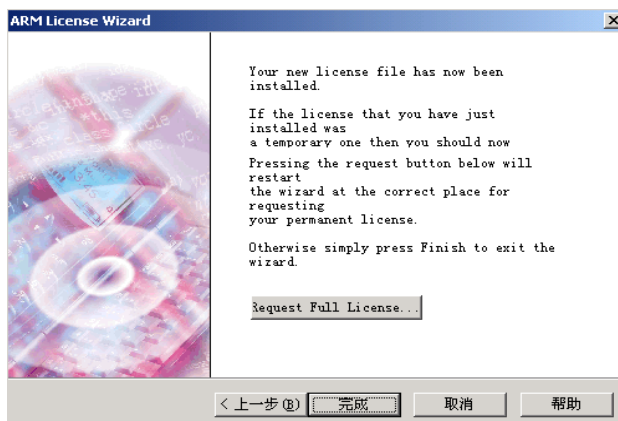 ARM License Wizard
Your new license file has now been
installed.
If the license that you have just
installed was
a temporary one then you should now
Pressing the request button below will
restart
the wizard at the correct place for
requesting
your permanent license.
Otherwise simply press Finish to exit the
wizard.
Request Full License...
< 上一步(B)
完成
取消
帮助